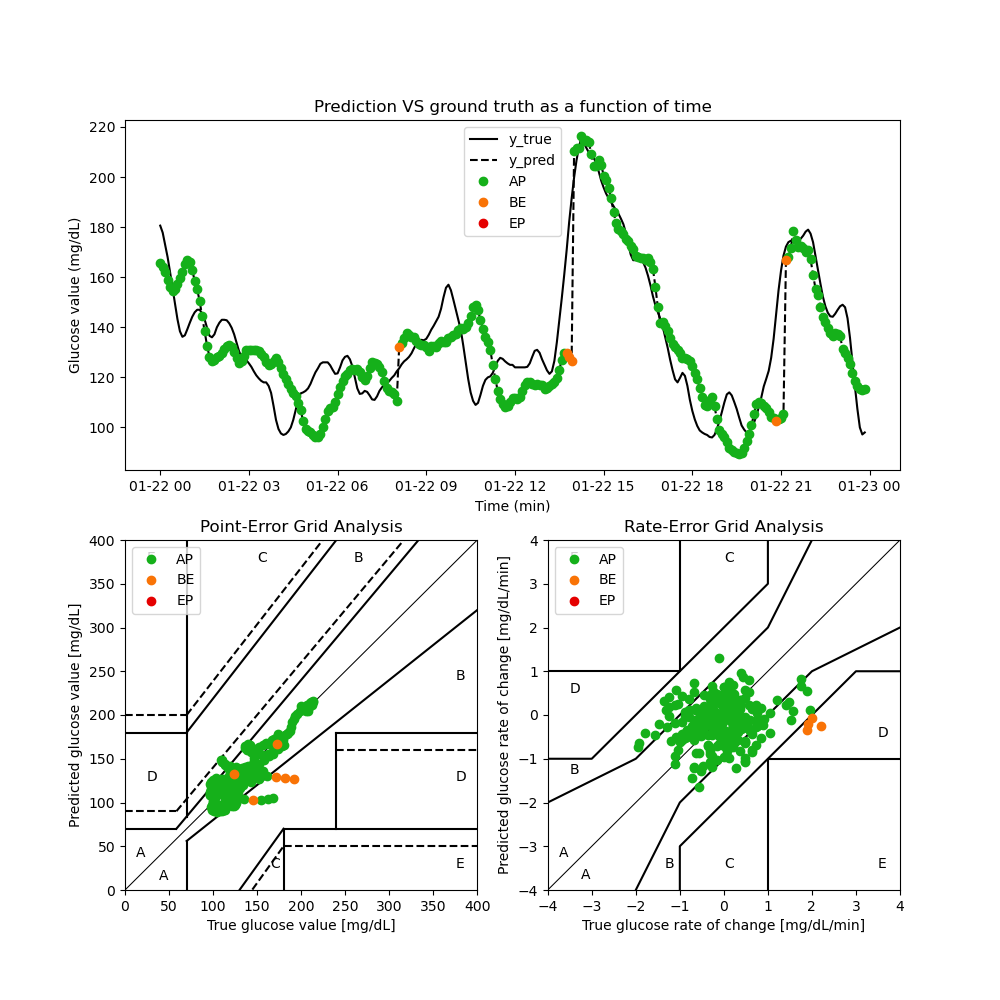 Prediction VS ground truth as a function of time
Glucose value (mg/dL)
220
200
180
160
140
120
100
y_true
y_pred
AP
BE
EP
01-22 00 01-22 03 01-22 06 01-22 09 01-22 12 01-22 15 01-22 18 01-22 21 01-23 00
Time (min)
Point-Error Grid Analysis
Predicted glucose value [mg/dL]
400
350
300
250
200
150
100
50
0
AP
BE
EP
C
B
B
D
D
A
A
C
E
0 50 100 150 200 250 300 350 400
True glucose value [mg/dL]
Rate-Error Grid Analysis
Predicted glucose rate of change [mg/dL/min]
4
3
2
1
0
−1
−2
−3
−4
AP
BE
EP
C
D
D
B
A
A
B
C
E
−4 −3 −2 −1 0 1 2 3 4
True glucose rate of change [mg/dL/min]